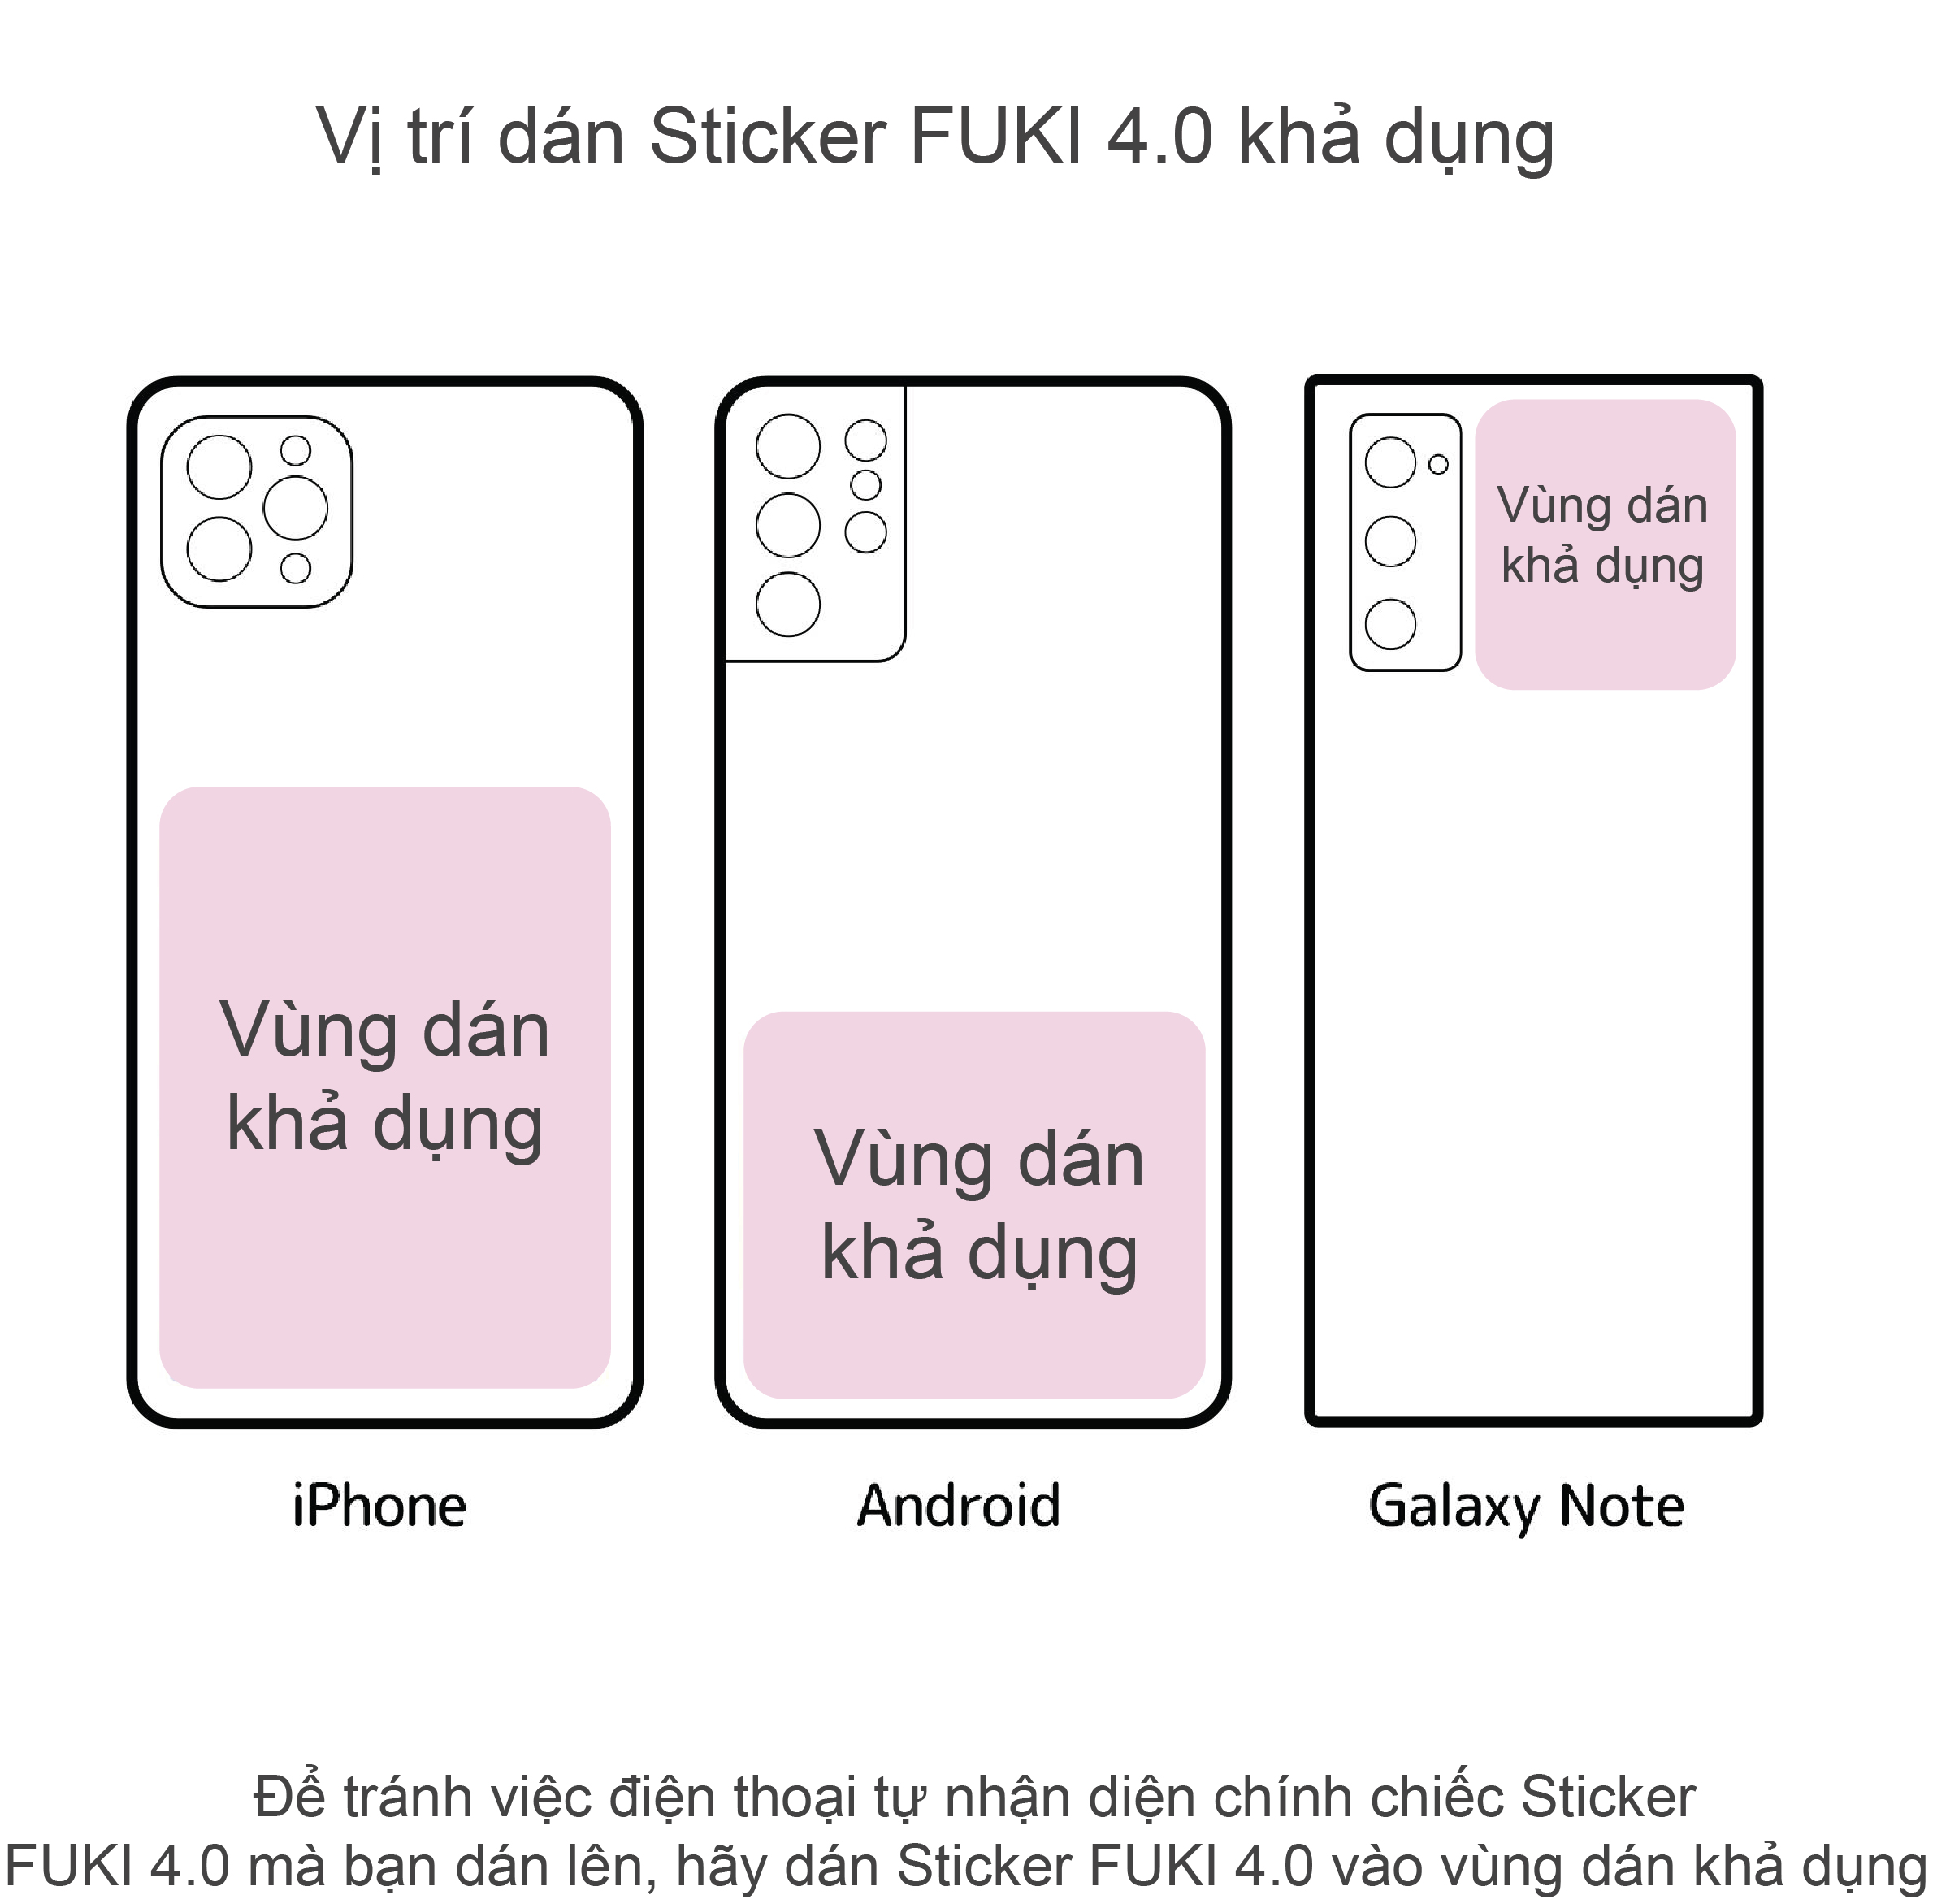 Vị trí dán Sticker FUKI 4.0 khả dụng
Vùng dán
khả dụng
Vùng dán
khả dụng
Vùng dán
khả dụng
iPhone
Android
Galaxy Note
Để tránh việc điện thoại tự nhận diện chính chiếc Sticker
FUKI 4.0 mà bạn dán lên, hãy dán Sticker FUKI 4.0 vào vùng dán khả dụng